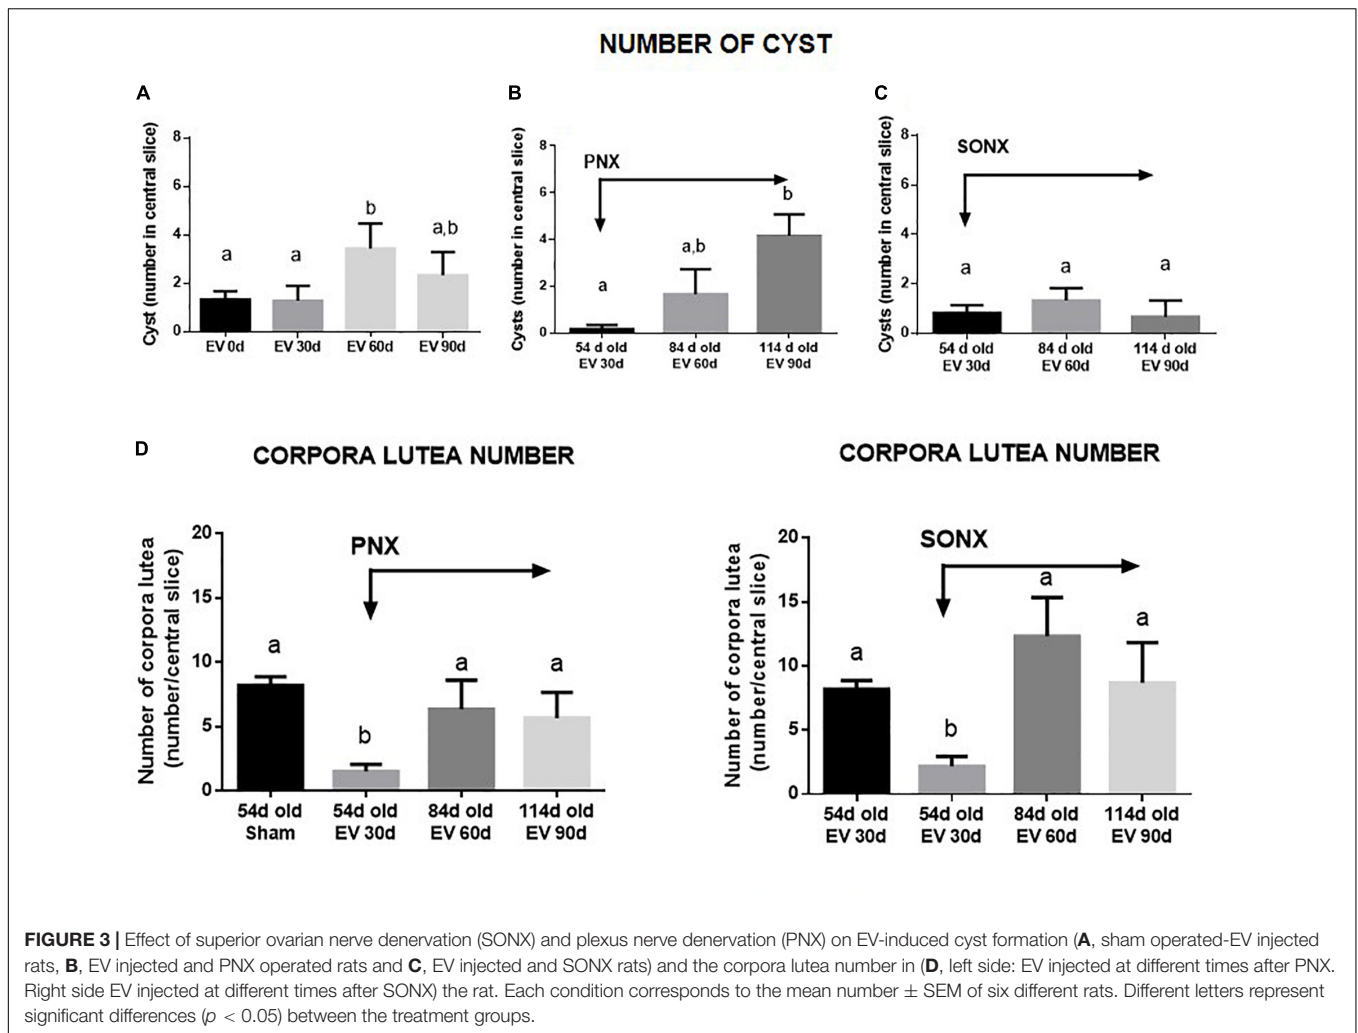 NUMBER OF CYST
A
Cyst (number in central slice)
8
6
4
2
0
a
a
b
a,b
EV 0d
EV 30d
EV 60d
EV 90d
B
Cysts (number in central slice)
8
6
4
2
0
PNX
a
a,b
b
54 d old
EV 30d
84 d old
EV 60d
114 d old
EV 90d
C
Cysts (number in central slice)
8
6
4
2
0
SONX
a
a
a
54 d old
EV 30d
84 d old
EV 60d
114 d old
EV 90d
D
CORPORA LUTEA NUMBER
Number of corpora lutea
(number/central slice)
20
15
10
5
0
PNX
a
b
a
a
54d old
Sham
54d old
EV 30d
84d old
EV 60d
114d old
EV 90d
CORPORA LUTEA NUMBER
Number of corpora lutea
(number/central slice)
20
15
10
5
0
SONX
a
b
a
a
54d old
EV 30d
54d old
EV 30d
84d old
EV 60d
114d old
EV 90d
FIGURE 3 | Effect of superior ovarian nerve denervation (SONX) and plexus nerve denervation (PNX) on EV-induced cyst formation (A, sham operated-EV injected
rats, B, EV injected and PNX operated rats and C, EV injected and SONX rats) and the corpora lutea number in (D, left side: EV injected at different times after PNX.
Right side EV injected at different times after SONX) the rat. Each condition corresponds to the mean number ± SEM of six different rats. Different letters represent
significant differences (p < 0.05) between the treatment groups.